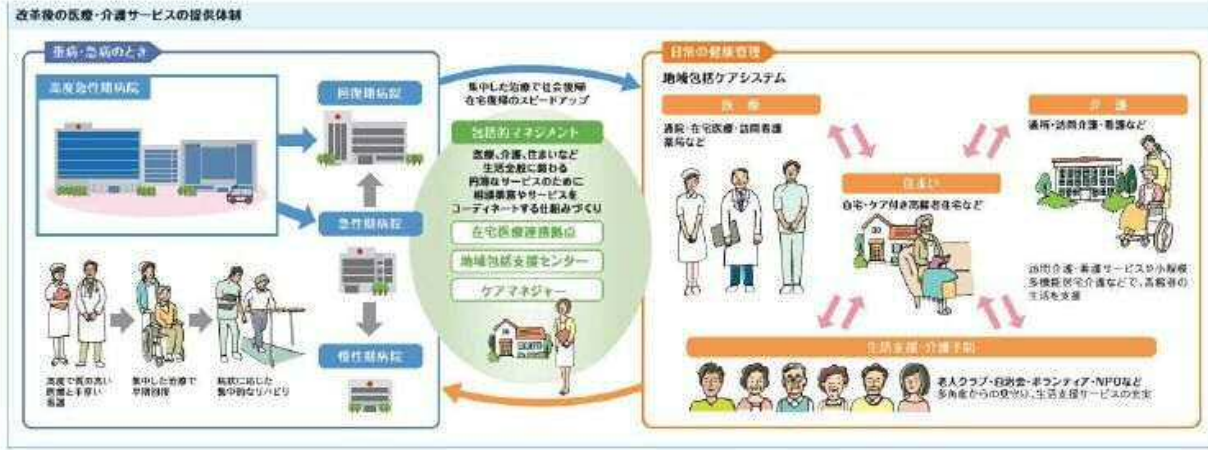 改革後の医療・介護サービスの提供体制
重病・急病のとき
高度急性期病院
回復期病院
急性期病院
慢性期病院
高度で質の高い
医療と手厚い
看護
集中した治療で
早期回復
病状に応じた
集中的なリハビリ
集中した治療で社会復帰
在宅復帰のスピードアップ
包括的マネジメント
医療、介護、住まいなど
生活全般に関わる
円滑なサービスのために
相談業務やサービスを
コーディネートする仕組みづくり
在宅医療連携拠点
地域包括支援センター
ケアマネジャー
日常の健康管理
地域包括ケアシステム
医療
通院・在宅医療・訪問看護
薬局など
介護
通所・訪問介護・看護など
住まい
自宅・ケア付き高齢者住宅など
訪問介護・看護サービスや小規模
多機能居宅介護などで、高齢者の
生活を支援
生活支援・介護予防
老人クラブ・自治会・ボランティア・NPOなど
多角度からの見守り、生活支援サービスの充実